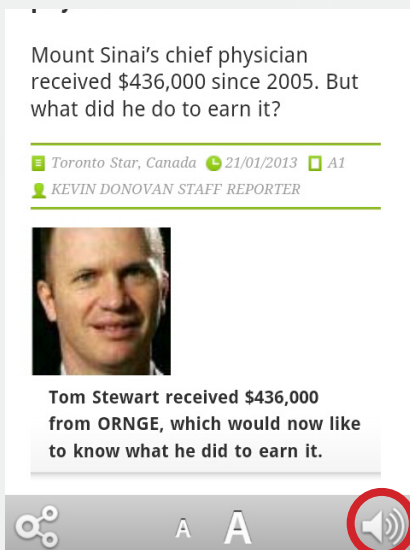 Mount Sinai's chief physician
received $436,000 since 2005. But
what did he do to earn it?
Toronto Star, Canada 21/01/2013 A1
KEVIN DONOVAN STAFF REPORTER
Tom Stewart received $436,000
from ORNGE, which would now like
to know what he did to earn it.
A A